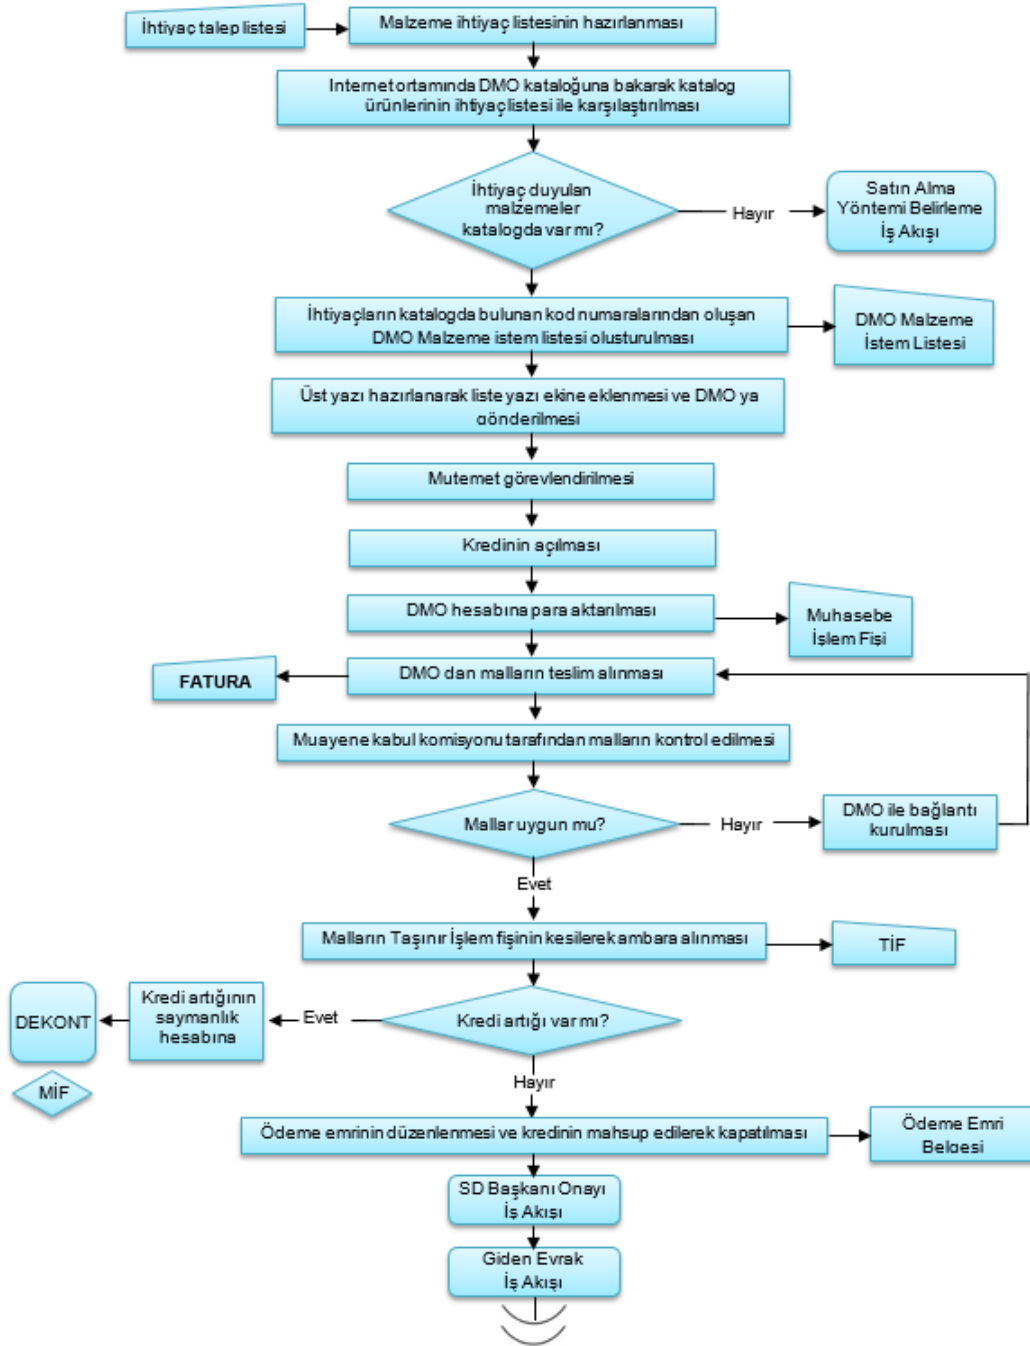 İhtiyaç talep listesi
Malzeme ihtiyaç listesinin hazırlanması
Internet ortamında DMO kataloğuna bakarak katalog
ürünlerinin ihtiyaç listesi ile karşılaştırılması
İhtiyaç duyulan
malzemeler
katalogda var mı?
Hayır
Satın Alma
Yöntemi Belirleme
İş Akışı
İhtiyaçların katalogda bulunan kod numaralarından oluşan
DMO Malzeme istem listesi olusturulması
DMO Malzeme
İstem Listesi
Üst yazı hazırlanarak liste yazı ekine eklenmesi ve DMO ya
gönderilmesi
Mutemet görevlendirilmesi
Kredinin açılması
DMO hesabına para aktarılması
Muhasebe
İşlem Fişi
DMO dan malların teslim alınması
FATURA
Muayene kabul komisyonu tarafından malların kontrol edilmesi
Mallar uygun mu?
Hayır
DMO ile bağlantı
kurulması
Evet
Malların Taşınır İşlem fişinin kesilerek ambara alınması
TİF
Kredi artığı var mı?
Evet
Kredi artığının
saymanlık
hesabına
DEKONT
MİF
Hayır
Ödeme emrinin düzenlenmesi ve kredinin mahsup edilerek kapatılması
Ödeme Emri
Belgesi
SD Başkanı Onayı
İş Akışı
Giden Evrak
İş Akışı